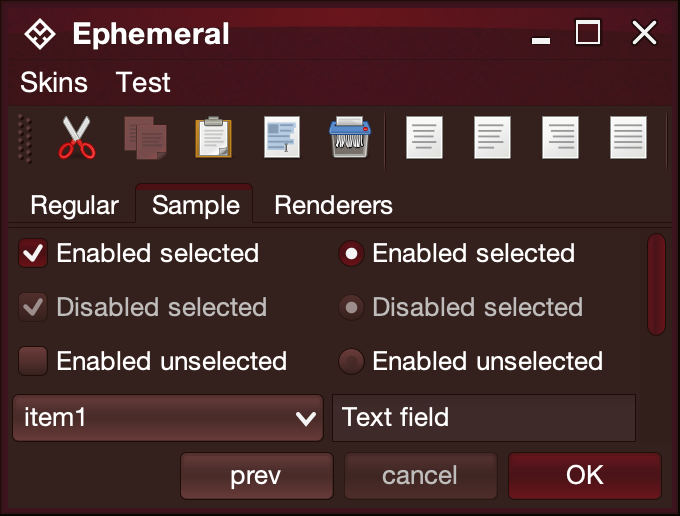 Ephemeral
Skins Test
Regular Sample Renderers
Enabled selected Enabled selected
Disabled selected Disabled selected
Enabled unselected Enabled unselected
item1 Text field
prev cancel OK